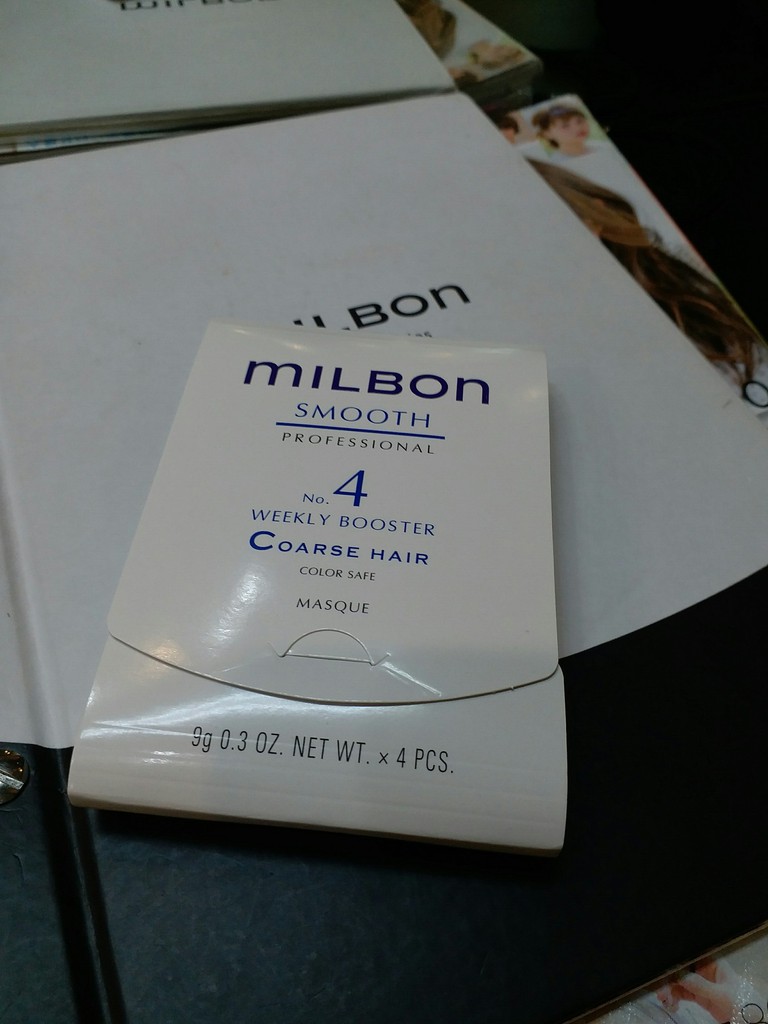 MILBON
MILBON
SMOOTH
PROFESSIONAL
No. 4
WEEKLY BOOSTER
COARSE HAIR
COLOR SAFE
MASQUE
9g 0.3 OZ. NET WT. × 4 PCS.